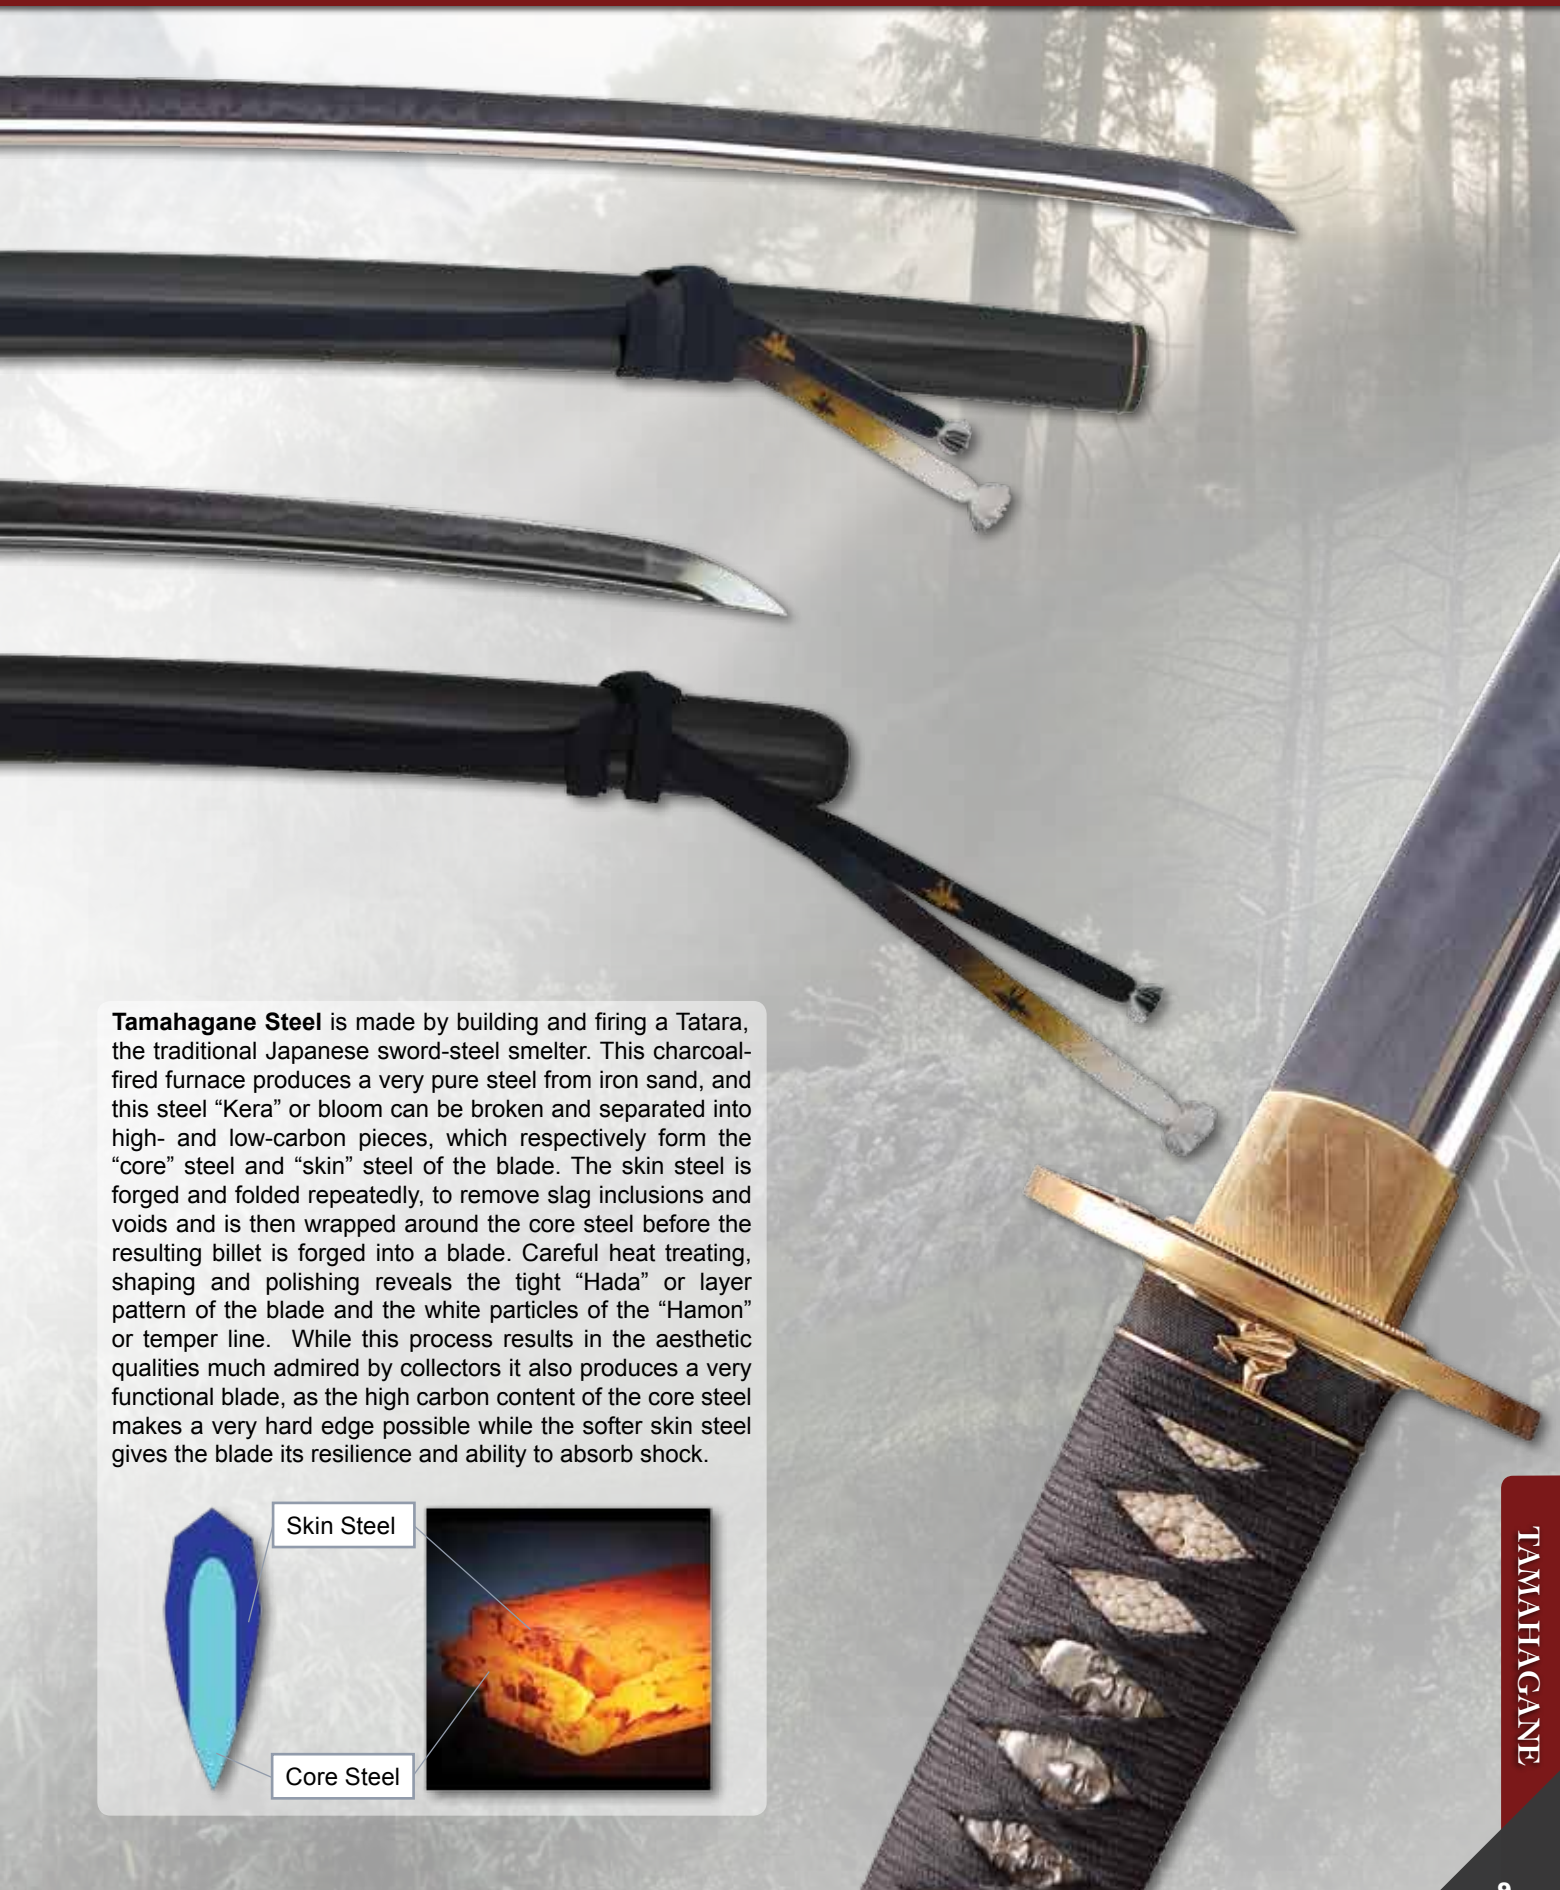 Tamahagane Steel is made by building and firing a Tatara,
the traditional Japanese sword-steel smelter. This charcoal-
fired furnace produces a very pure steel from iron sand, and
this steel “Kera” or bloom can be broken and separated into
high- and low-carbon pieces, which respectively form the
“core” steel and “skin” steel of the blade. The skin steel is
forged and folded repeatedly, to remove slag inclusions and
voids and is then wrapped around the core steel before the
resulting billet is forged into a blade. Careful heat treating,
shaping and polishing reveals the tight “Hada” or layer
pattern of the blade and the white particles of the “Hamon”
or temper line. While this process results in the aesthetic
qualities much admired by collectors it also produces a very
functional blade, as the high carbon content of the core steel
makes a very hard edge possible while the softer skin steel
gives the blade its resilience and ability to absorb shock.
Skin Steel
Core Steel
TAMAHAGANE